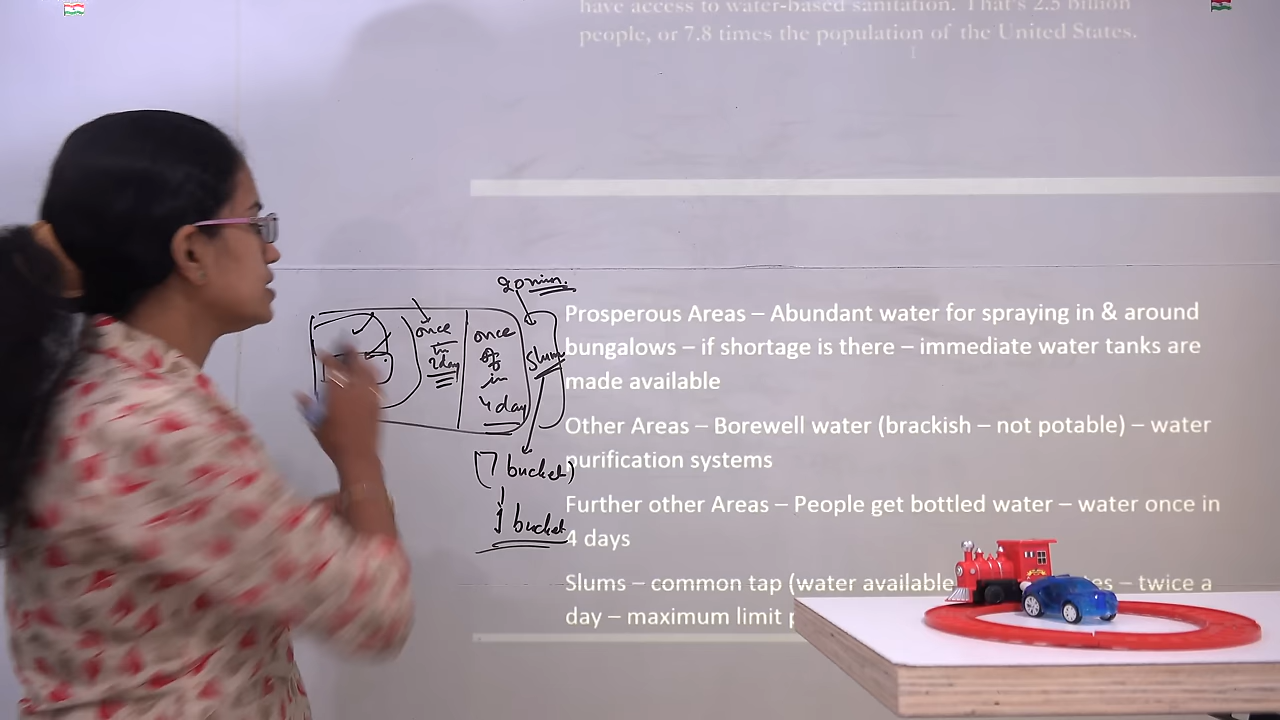 have access to water-based sanitation. That's 2.5 billion
people, or 7.8 times the population of the United States.
20 min.
once
in
2day
once
in
4 day
slum
(7 bucket)
1 bucket
Prosperous Areas – Abundant water for spraying in & around
bungalows – if shortage is there – immediate water tanks are
made available
Other Areas – Borewell water (brackish – not potable) – water
purification systems
Further other Areas – People get bottled water – water once in
4 days
Slums – common tap (water available – twice a
day – maximum limit